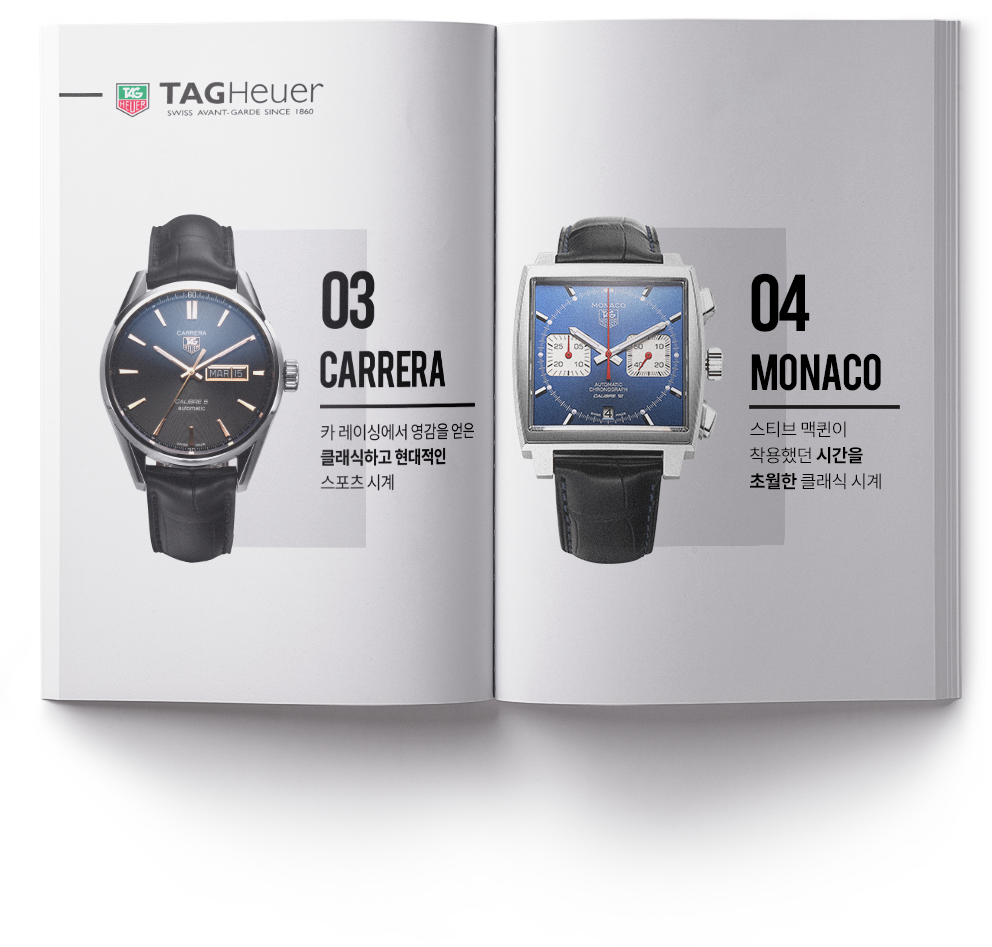 TAG
HEUER
TAGHeuer
SWISS AVANT-GARDE SINCE 1860
60
CARRERA
TAG
HEUER
MAR 15
CALIBRE 5
automatic
03
CARRERA
카 레이싱에서 영감을 얻은
클래식하고 현대적인
스포츠 시계
MONACO
TAG
HEUER
25 05
20 10
50 10
40 20
AUTOMATIC
CHRONOGRAPH
CALIBRE 12
4
04
MONACO
스티브 맥퀸이
착용했던 시간을
초월한 클래식 시계